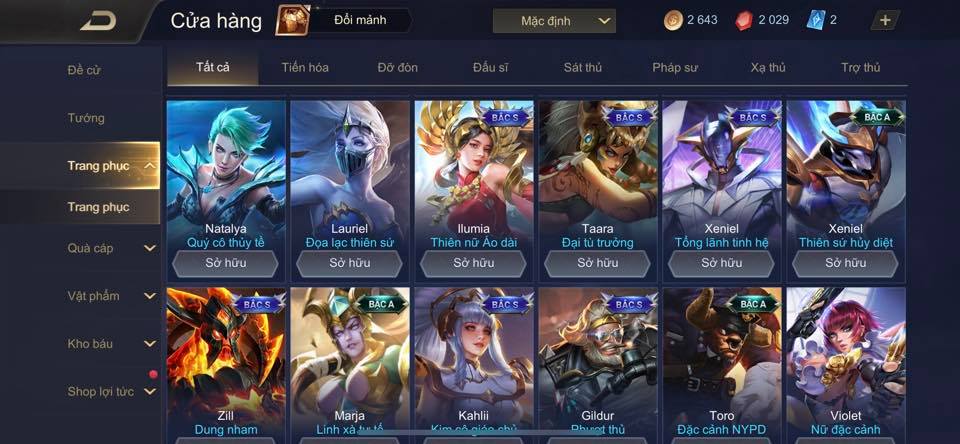 Cửa hàng
Đổi mảnh
Mặc định
2 643
2 029
2
+
Đề cử
Tướng
Trang phục
Trang phục
Quà cáp
Vật phẩm
Kho báu
Shop lợi tức
Tất cả
Tiến hóa
Đỡ đòn
Đấu sĩ
Sát thủ
Pháp sư
Xạ thủ
Trợ thủ
Natalya
Quý cô thủy tề
Sở hữu
Lauriel
Đọa lạc thiên sứ
Sở hữu
BẬC S
Ilumia
Thiên nữ Áo dài
Sở hữu
BẬC S
Taara
Đại tù trưởng
Sở hữu
BẬC S
Xeniel
Tổng lãnh tinh hệ
Sở hữu
BẬC A
Xeniel
Thiên sứ hủy diệt
Sở hữu
BẬC S
Zill
Dung nham
BẬC A
Marja
Linh xà tư tế
BẬC S
Kahlii
Kim cô giáo chủ
BẬC S
Gildur
Phượt thủ
BẬC A
Toro
Đặc cảnh NYPD
Violet
Nữ đặc cảnh